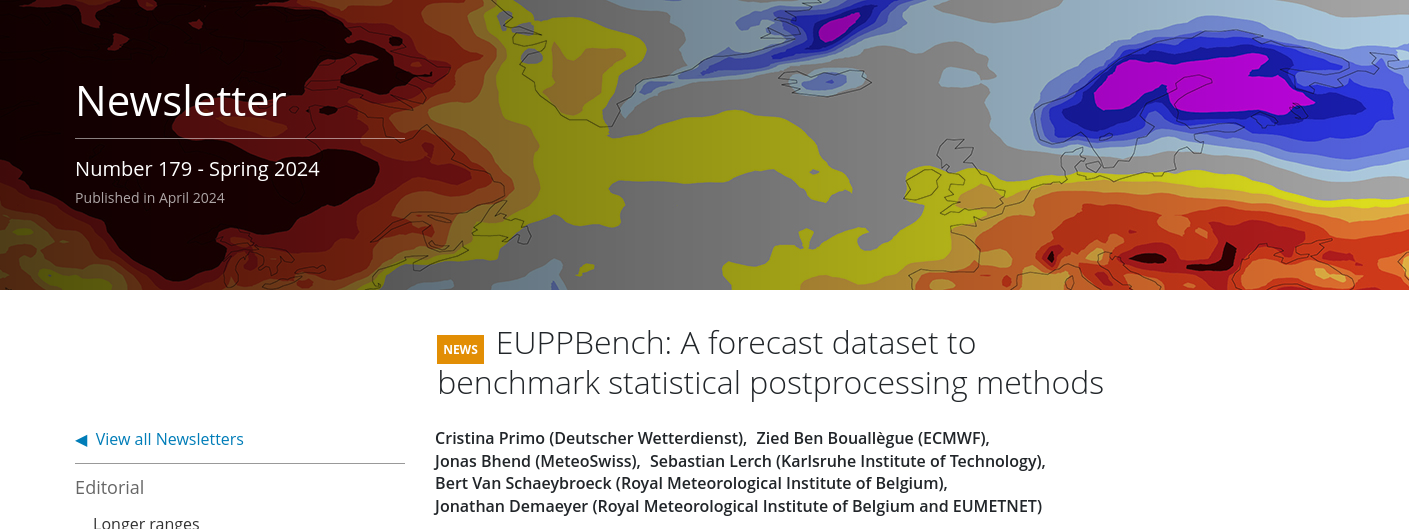 Newsletter
Number 179 - Spring 2024
Published in April 2024
NEWS EUPPBench: A forecast dataset to
benchmark statistical postprocessing methods
◀ View all Newsletters
Editorial
Longer ranges
Cristina Primo (Deutscher Wetterdienst), Zied Ben Bouallègue (ECMWF),
Jonas Bhend (MeteoSwiss), Sebastian Lerch (Karlsruhe Institute of Technology),
Bert Van Schaeybroeck (Royal Meteorological Institute of Belgium),
Jonathan Demaeyer (Royal Meteorological Institute of Belgium and EUMETNET)